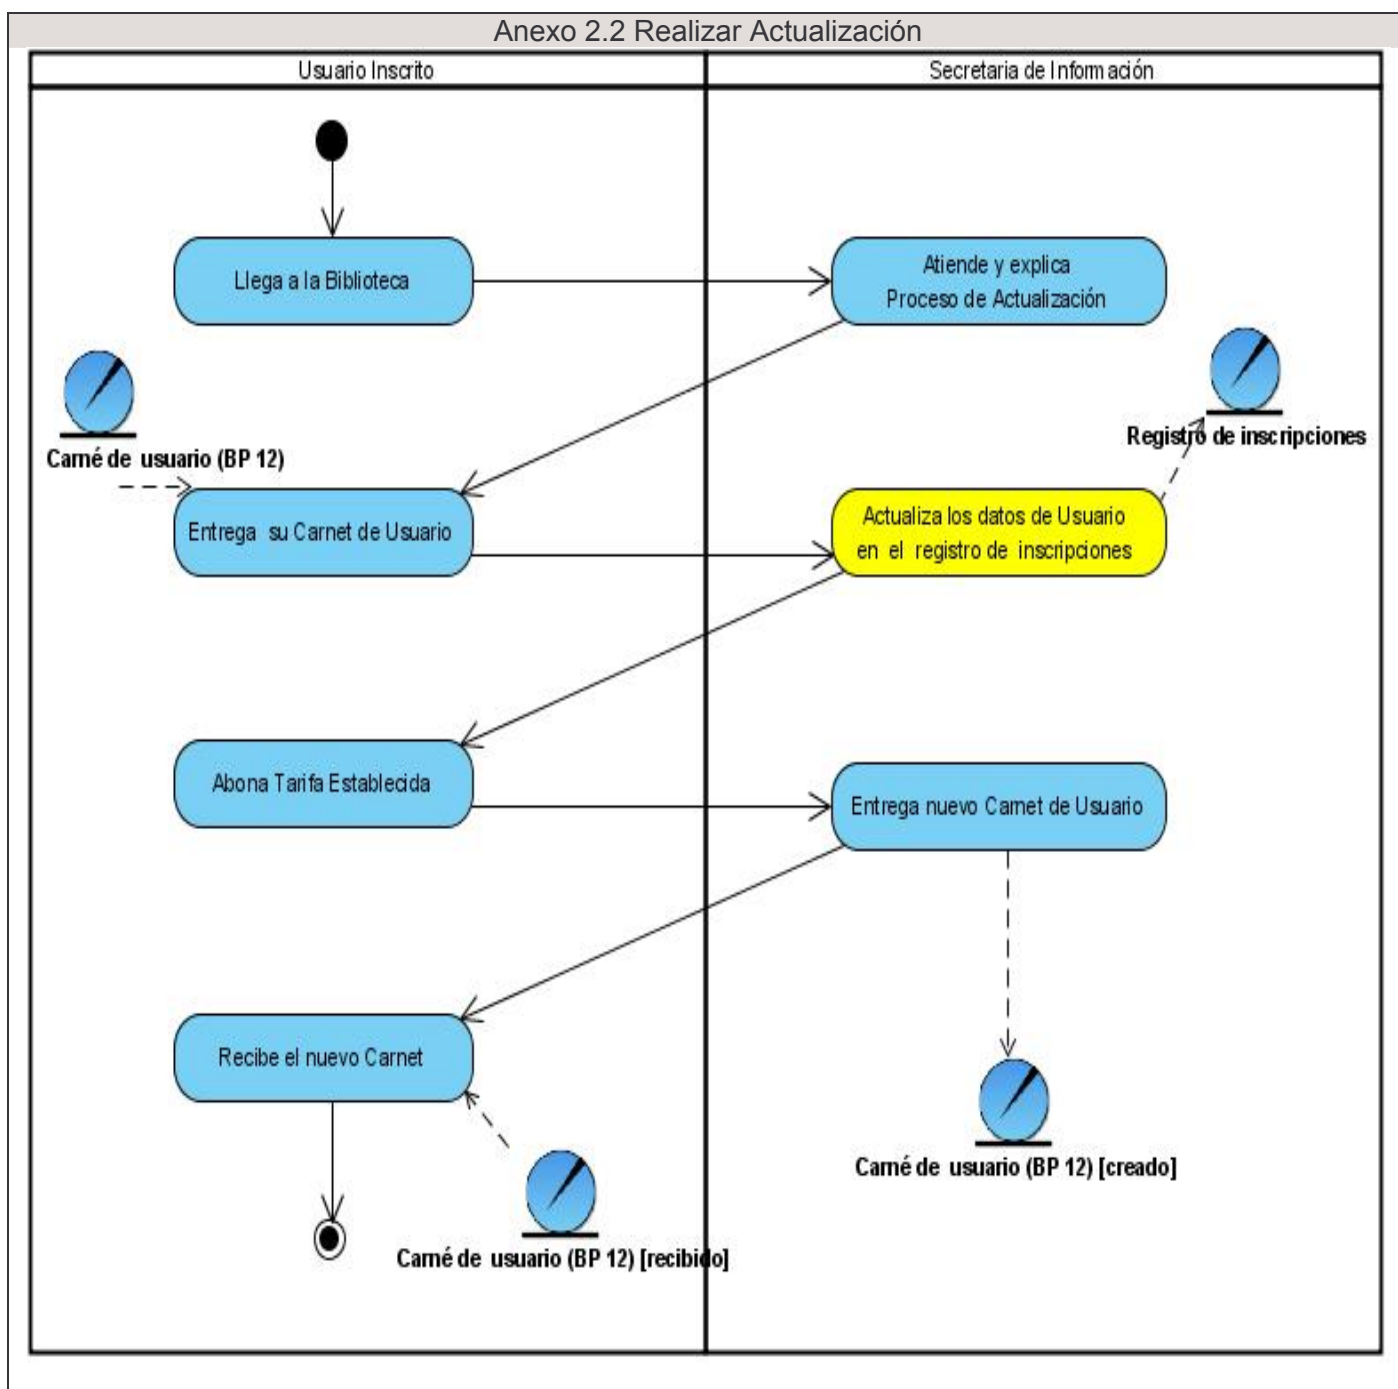 Anexo 2.2 Realizar Actualización
Usuario Inscrito
Secretaria de Información
Llega a la Biblioteca
Atiende y explica
Proceso de Actualización
Carné de usuario (BP 12)
Registro de inscripciones
Entrega su Carnet de Usuario
Actualiza los datos de Usuario
en el registro de inscripciones
Abona Tarifa Establecida
Entrega nuevo Carnet de Usuario
Recibe el nuevo Carnet
Carné de usuario (BP 12) [creado]
Carné de usuario (BP 12) [recibido]